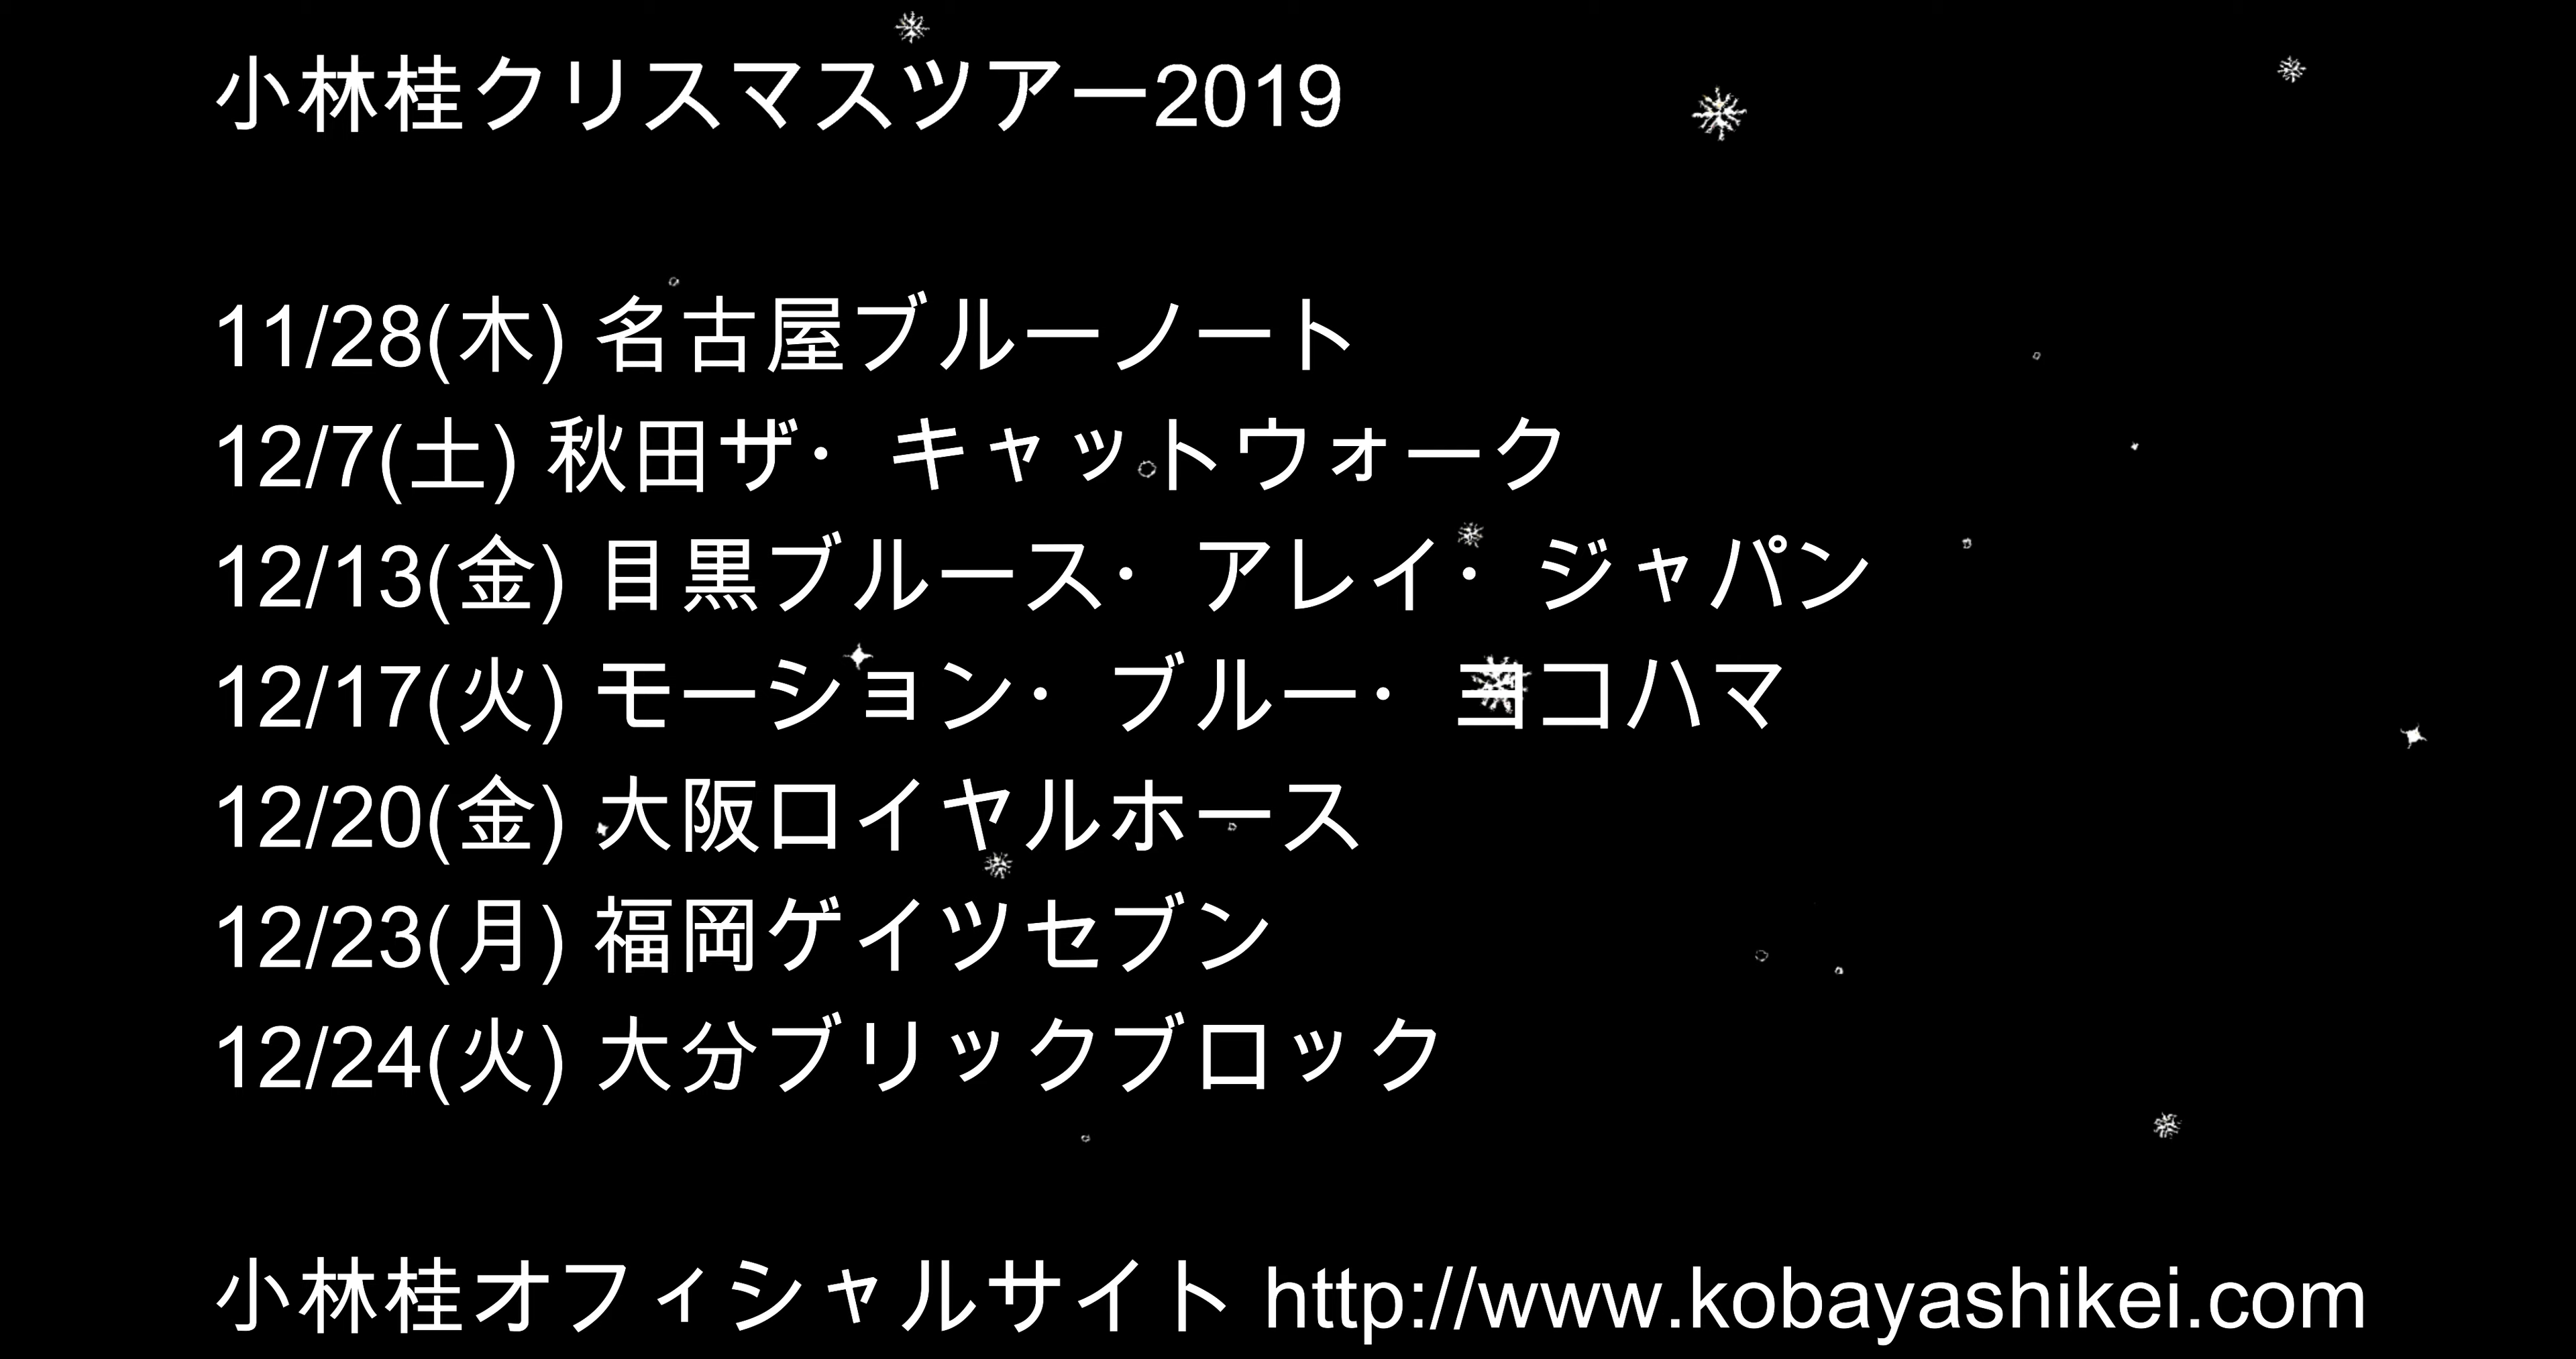 小林桂クリスマスツアー2019
11/28(木) 名古屋ブルーノート
12/7(土) 秋田ザ・キャットウォーク
12/13(金) 目黒ブルース・アレイ・ジャパン
12/17(火) モーション・ブルー・ヨコハマ
12/20(金) 大阪ロイヤルホース
12/23(月) 福岡ゲイツセブン
12/24(火) 大分ブリックブロック
小林桂オフィシャルサイト http://www.kobayashikei.com